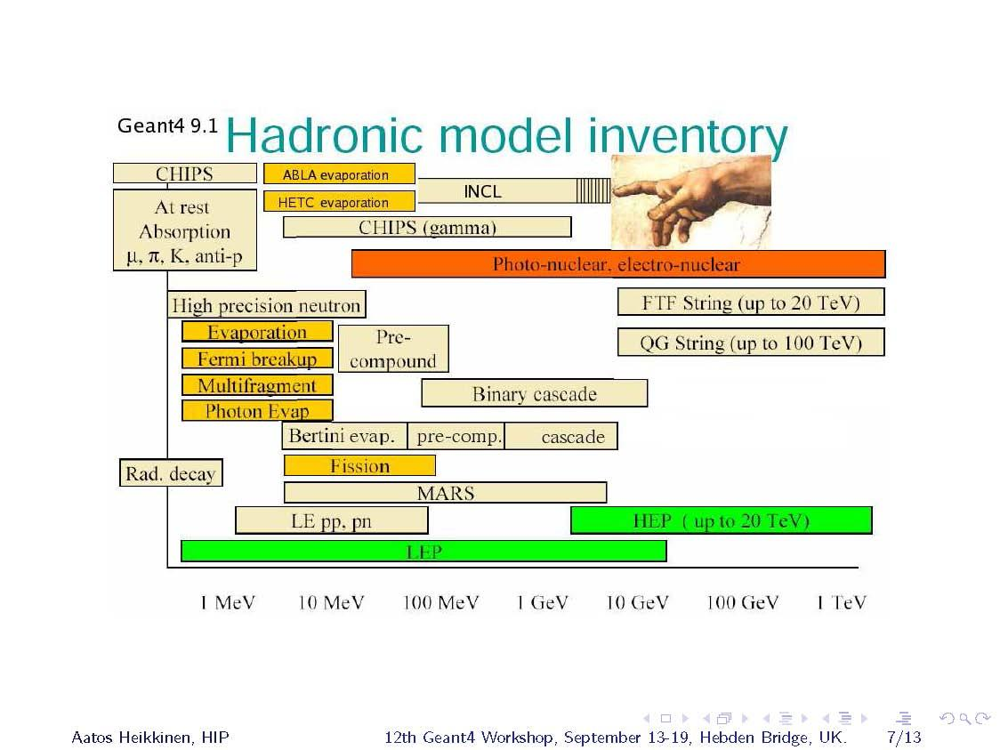 Geant4 9.1
Hadronic model inventory
CHIPS
ABLA evaporation
INCL
At rest
Absorption
μ, π, K, anti-p
HETC evaporation
CHIPS (gamma)
Photo-nuclear, electro-nuclear
High precision neutron
FTF String (up to 20 TeV)
Evaporation
Pre-
compound
QG String (up to 100 TeV)
Fermi breakup
Multifragment
Binary cascade
Photon Evap
Bertini evap.
pre-comp.
cascade
Rad. decay
Fission
MARS
LE pp, pn
HEP ( up to 20 TeV)
LEP
1 MeV 10 MeV 100 MeV 1 GeV 10 GeV 100 GeV 1 TeV
Aatos Heikkinen, HIP 12th Geant4 Workshop, September 13-19, Hebden Bridge, UK. 7/13